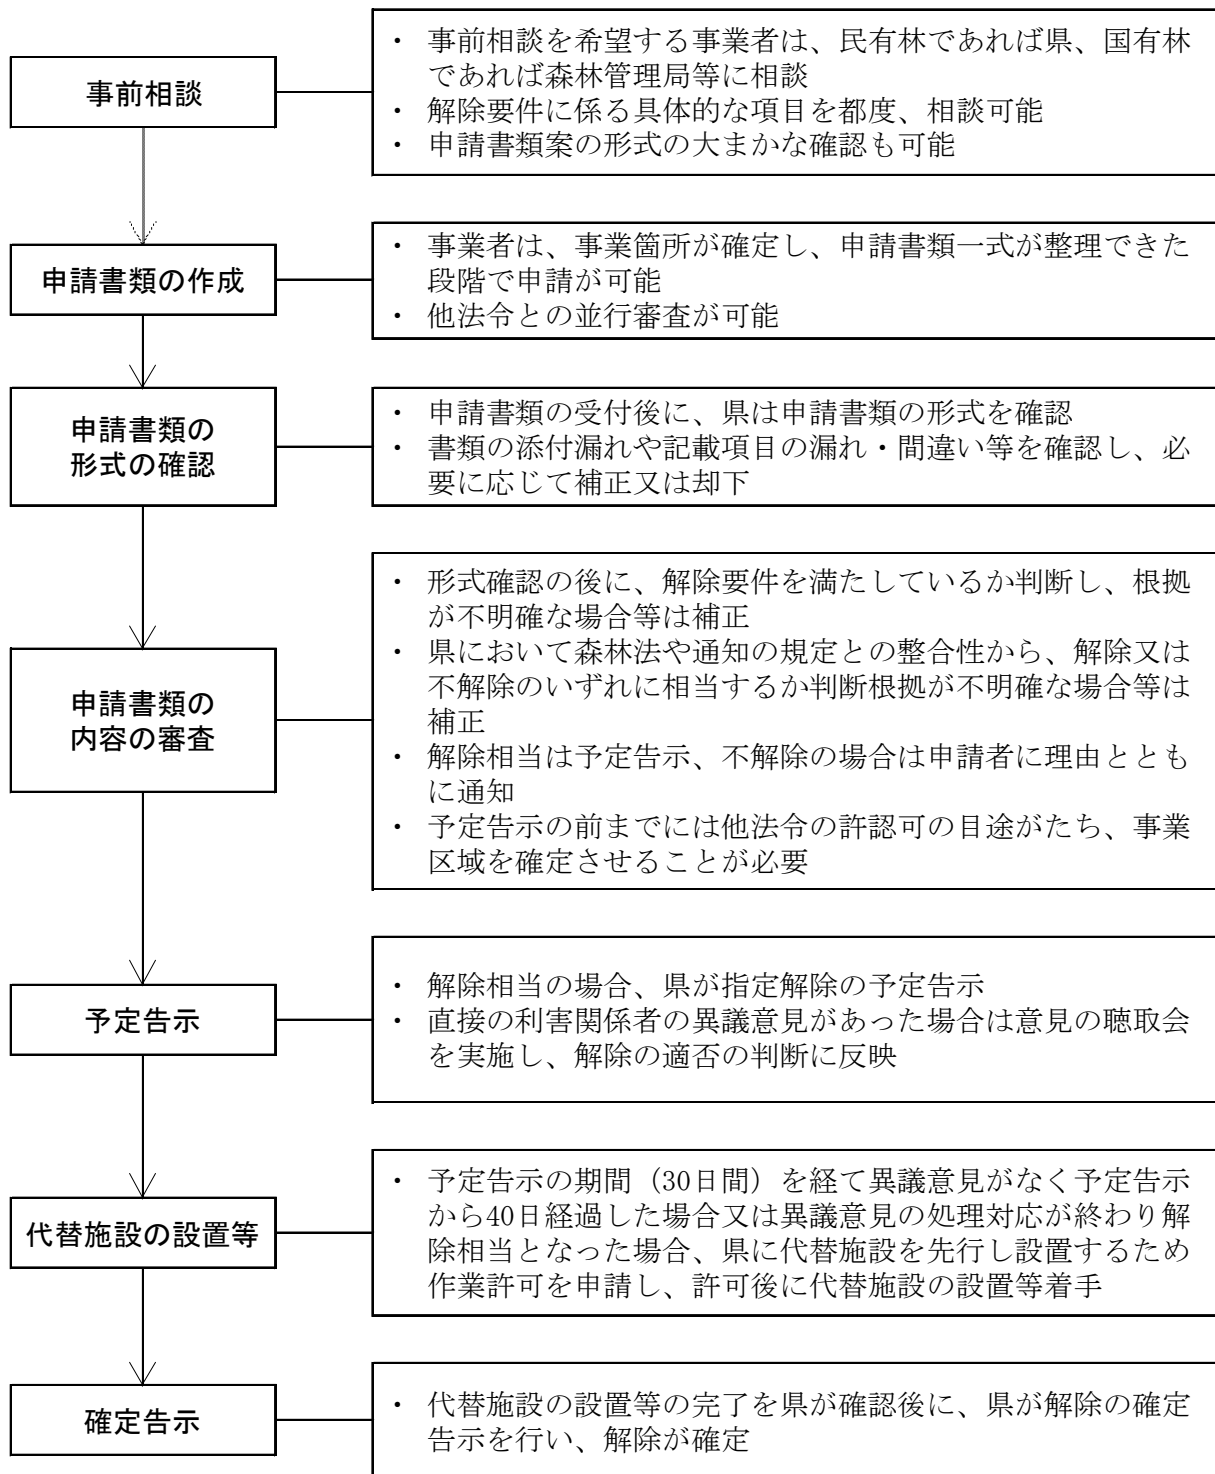 事前相談
・ 事前相談を希望する事業者は、民有林であれば県、国有林
であれば森林管理局等に相談
・ 解除要件に係る具体的な項目を都度、相談可能
・ 申請書類案の形式の大まかな確認も可能
申請書類の作成
・ 事業者は、事業箇所が確定し、申請書類一式が整理できた
段階で申請が可能
・ 他法令との並行審査が可能
申請書類の
形式の確認
・ 申請書類の受付後に、県は申請書類の形式を確認
・ 書類の添付漏れや記載項目の漏れ・間違い等を確認し、必
要に応じて補正又は却下
申請書類の
内容の審査
・ 形式確認の後に、解除要件を満たしているか判断し、根拠
が不明確な場合等は補正
・ 県において森林法や通知の規定との整合性から、解除又は
不解除のいずれに相当するか判断根拠が不明確な場合等は
補正
・ 解除相当は予定告示、不解除の場合は申請者に理由ととも
に通知
・ 予定告示の前までには他法令の許認可の目途がたち、事業
区域を確定させることが必要
予定告示
・ 解除相当の場合、県が指定解除の予定告示
・ 直接の利害関係者の異議意見があった場合は意見の聴取会
を実施し、解除の適否の判断に反映
代替施設の設置等
・ 予定告示の期間（30日間）を経て異議意見がなく予定告示
から40日経過した場合又は異議意見の処理対応が終わり解
除相当となった場合、県に代替施設を先行し設置するため
作業許可を申請し、許可後に代替施設の設置等着手
確定告示
・ 代替施設の設置等の完了を県が確認後に、県が解除の確定
告示を行い、解除が確定